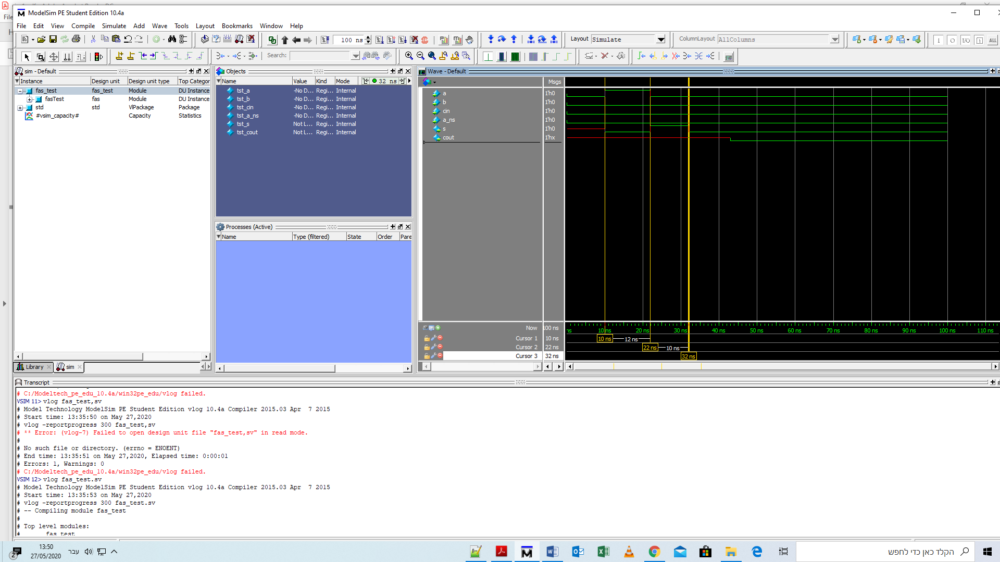 ModelSim PE Student Edition 10.4a
File
File Edit View Compile Simulate Add Wave Tools Layout Bookmarks Window Help
100 ns
Layout Simulate
ColumnLayout AllColumns
Search:
sim - Default
Instance Design unit Design unit type Top Categor
fas_test fas_test Module DU Instance
fasTest fas Module DU Instance
std std VlPackage Package
#vsim_capacity# Capacity Statistics
Library
sim
Objects
Name Value Kind Mode 32 ns
tst_a -No D... Regi... Internal
tst_b -No D... Regi... Internal
tst_cin -No D... Regi... Internal
tst_a_ns -No D... Regi... Internal
tst_s Not L... Regi... Internal
tst_cout Not L... Regi... Internal
Processes (Active)
Name Type (filtered) State Order Pare
Wave - Default
Msgs
a 1'h0
b 1'h0
cin 1'h0
a_ns 1'h0
s 1'h0
cout 1'hx
Now 100 ns
Cursor 1 10 ns
Cursor 2 22 ns
Cursor 3 32 ns
ns 10 ns 20 ns 30 ns 40 ns 50 ns 60 ns 70 ns 80 ns 90 ns 100 ns 110 ns
10 ns 12 ns
22 ns 10 ns
32 ns
Transcript
# C:/Modeltech_pe_edu_10.4a/win32pe_edu/vlog failed.
VSIM 11> vlog fas_test,sv
# Model Technology ModelSim PE Student Edition vlog 10.4a Compiler 2015.03 Apr  7 2015
# Start time: 13:35:50 on May 27,2020
# vlog -reportprogress 300 fas_test,sv
# ** Error: (vlog-7) Failed to open design unit file "fas_test,sv" in read mode.
#
# No such file or directory. (errno = ENOENT)
# End time: 13:35:51 on May 27,2020, Elapsed time: 0:00:01
# Errors: 1, Warnings: 0
# C:/Modeltech_pe_edu_10.4a/win32pe_edu/vlog failed.
VSIM 12> vlog fas_test.sv
# Model Technology ModelSim PE Student Edition vlog 10.4a Compiler 2015.03 Apr  7 2015
# Start time: 13:35:53 on May 27,2020
# vlog -reportprogress 300 fas_test.sv
# -- Compiling module fas_test
#
# Top level modules:
# fas_test
2
13:50
27/05/2020
עבר
הקלד כאן כדי לחפש